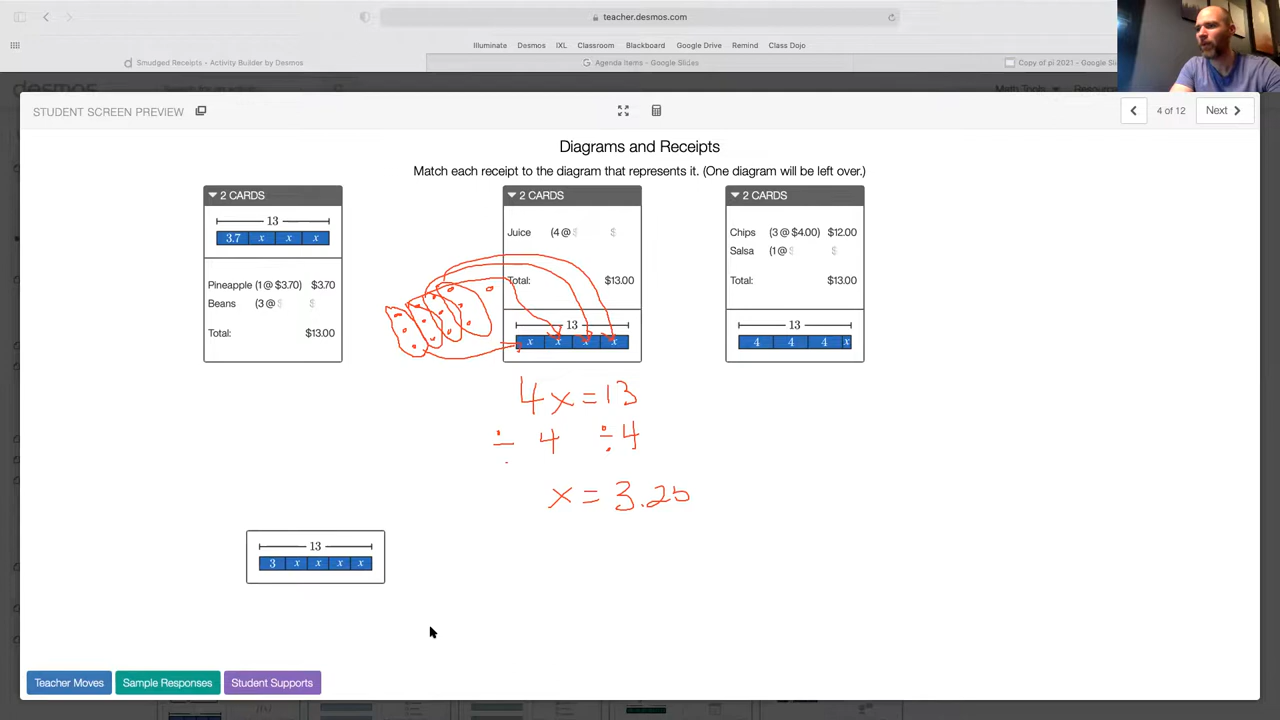 teacher.desmos.com
Illuminate Desmos IXL Classroom Blackboard Google Drive Remind Class Dojo
Smudged Receipts - Activity Builder by Desmos
Agenda Items - Google Slides
Copy of pi 2021 - Google Sli
STUDENT SCREEN PREVIEW
4 of 12
Next
Diagrams and Receipts
Match each receipt to the diagram that represents it. (One diagram will be left over.)
2 CARDS
13
3.7 x x x
Pineapple (1 @ $3.70) $3.70
Beans (3 @ $ $
Total: $13.00
2 CARDS
Juice (4 @ $ $
Total: $13.00
13
x x x x
4x=13
÷ 4 ÷4
x = 3.25
2 CARDS
Chips (3 @ $4.00) $12.00
Salsa (1 @ $ $
Total: $13.00
13
4 4 4 x
13
3 x x x x
Teacher Moves Sample Responses Student Supports